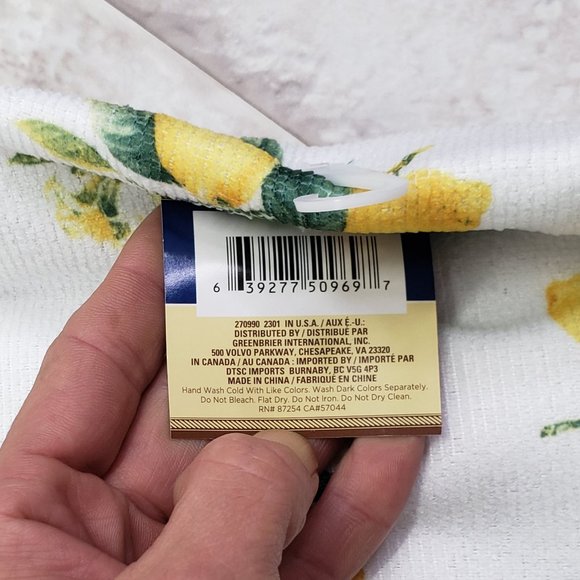 6 39277 50969 7
270990 2301 IN U.S.A. / AUX É.-U.:
DISTRIBUTED BY / DISTRIBUÉ PAR
GREENBRIER INTERNATIONAL, INC.
500 VOLVO PARKWAY, CHESAPEAKE, VA 23320
IN CANADA / AU CANADA : IMPORTED BY / IMPORTÉ PAR
DTSC IMPORTS BURNABY, BC V5G 4P3
MADE IN CHINA / FABRIQUÉ EN CHINE
Hand Wash Cold With Like Colors. Wash Dark Colors Separately.
Do Not Bleach. Flat Dry. Do Not Iron. Do Not Dry Clean.
RN# 87254 CA#57044